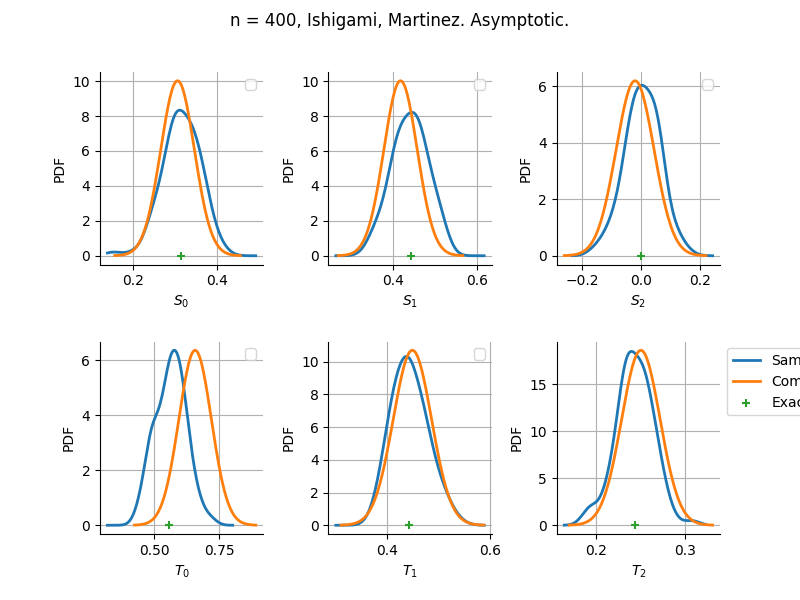 n = 400, Ishigami, Martinez. Asymptotic.
PDF
10
8
6
4
2
0
0.2
0.4
S0
PDF
10
8
6
4
2
0
0.4
0.6
S1
PDF
6
4
2
0
−0.2
0.0
0.2
S2
PDF
6
4
2
0
0.50
0.75
T0
PDF
10
8
6
4
2
0
0.4
0.6
T1
PDF
15
10
5
0
0.2
0.3
T2
Sam
Com
Exac